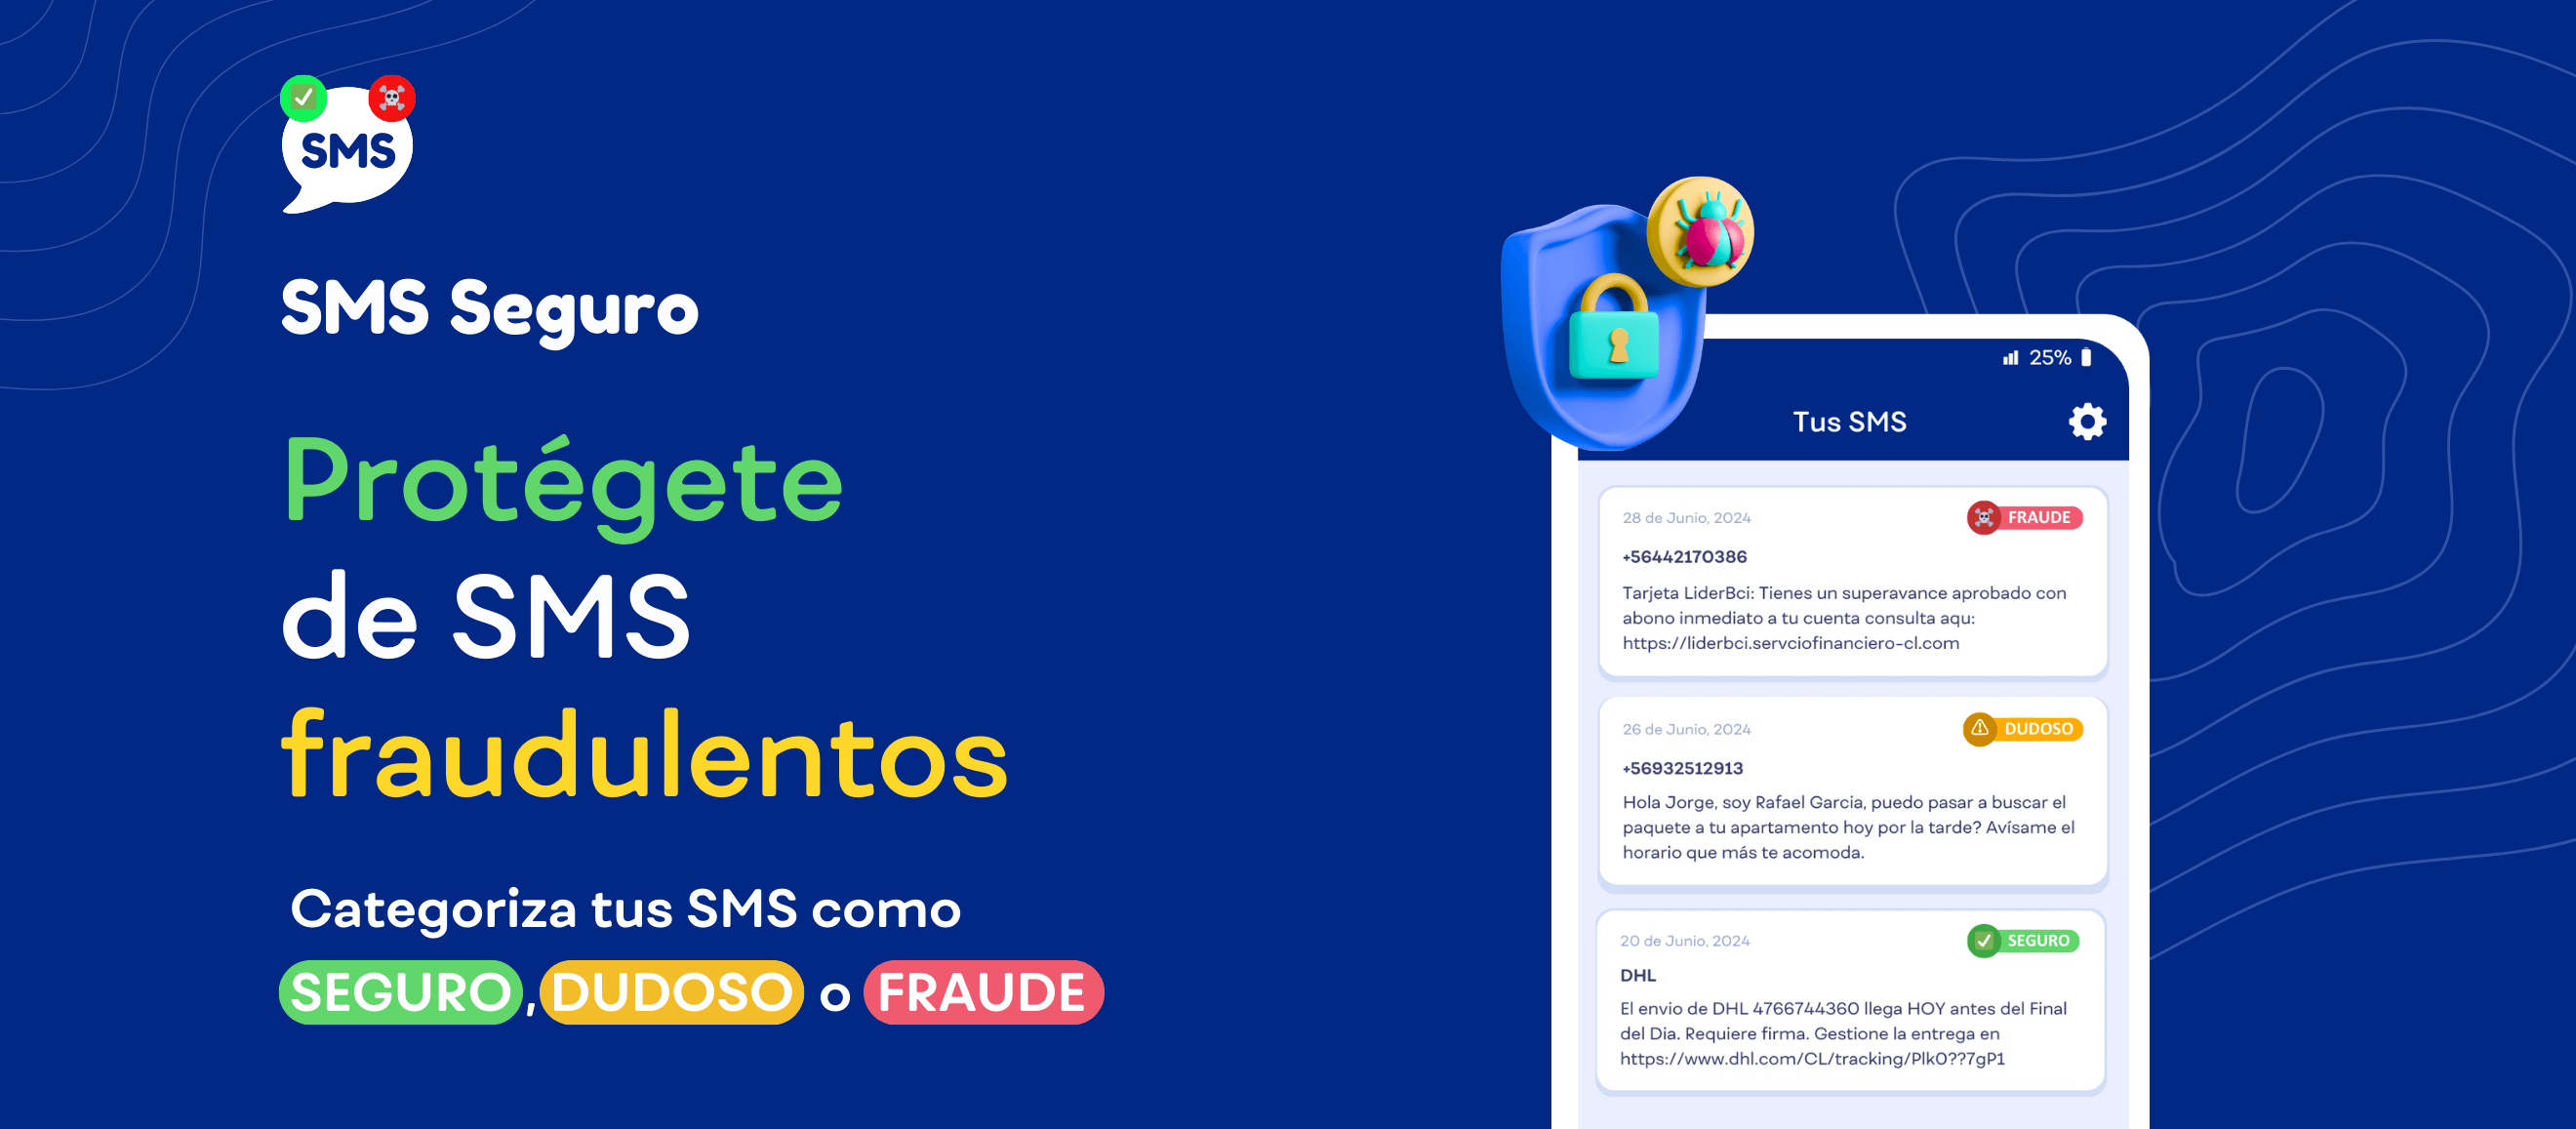 SMS
SMS Seguro
Protégete
de SMS
fraudulentos
Categoriza tus SMS como
SEGURO, DUDOSO o FRAUDE
25%
Tus SMS
28 de Junio, 2024 FRAUDE
+56442170386
Tarjeta LiderBci: Tienes un superavance aprobado con
abono inmediato a tu cuenta consulta aqu:
https://liderbci.servciofinanciero-cl.com
26 de Junio, 2024 DUDOSO
+56932512913
Hola Jorge, soy Rafael Garcia, puedo pasar a buscar el
paquete a tu apartamento hoy por la tarde? Avísame el
horario que más te acomoda.
20 de Junio, 2024 SEGURO
DHL
El envio de DHL 4766744360 llega HOY antes del Final
del Dia. Requiere firma. Gestione la entrega en
https://www.dhl.com/CL/tracking/Plk0??7gP1